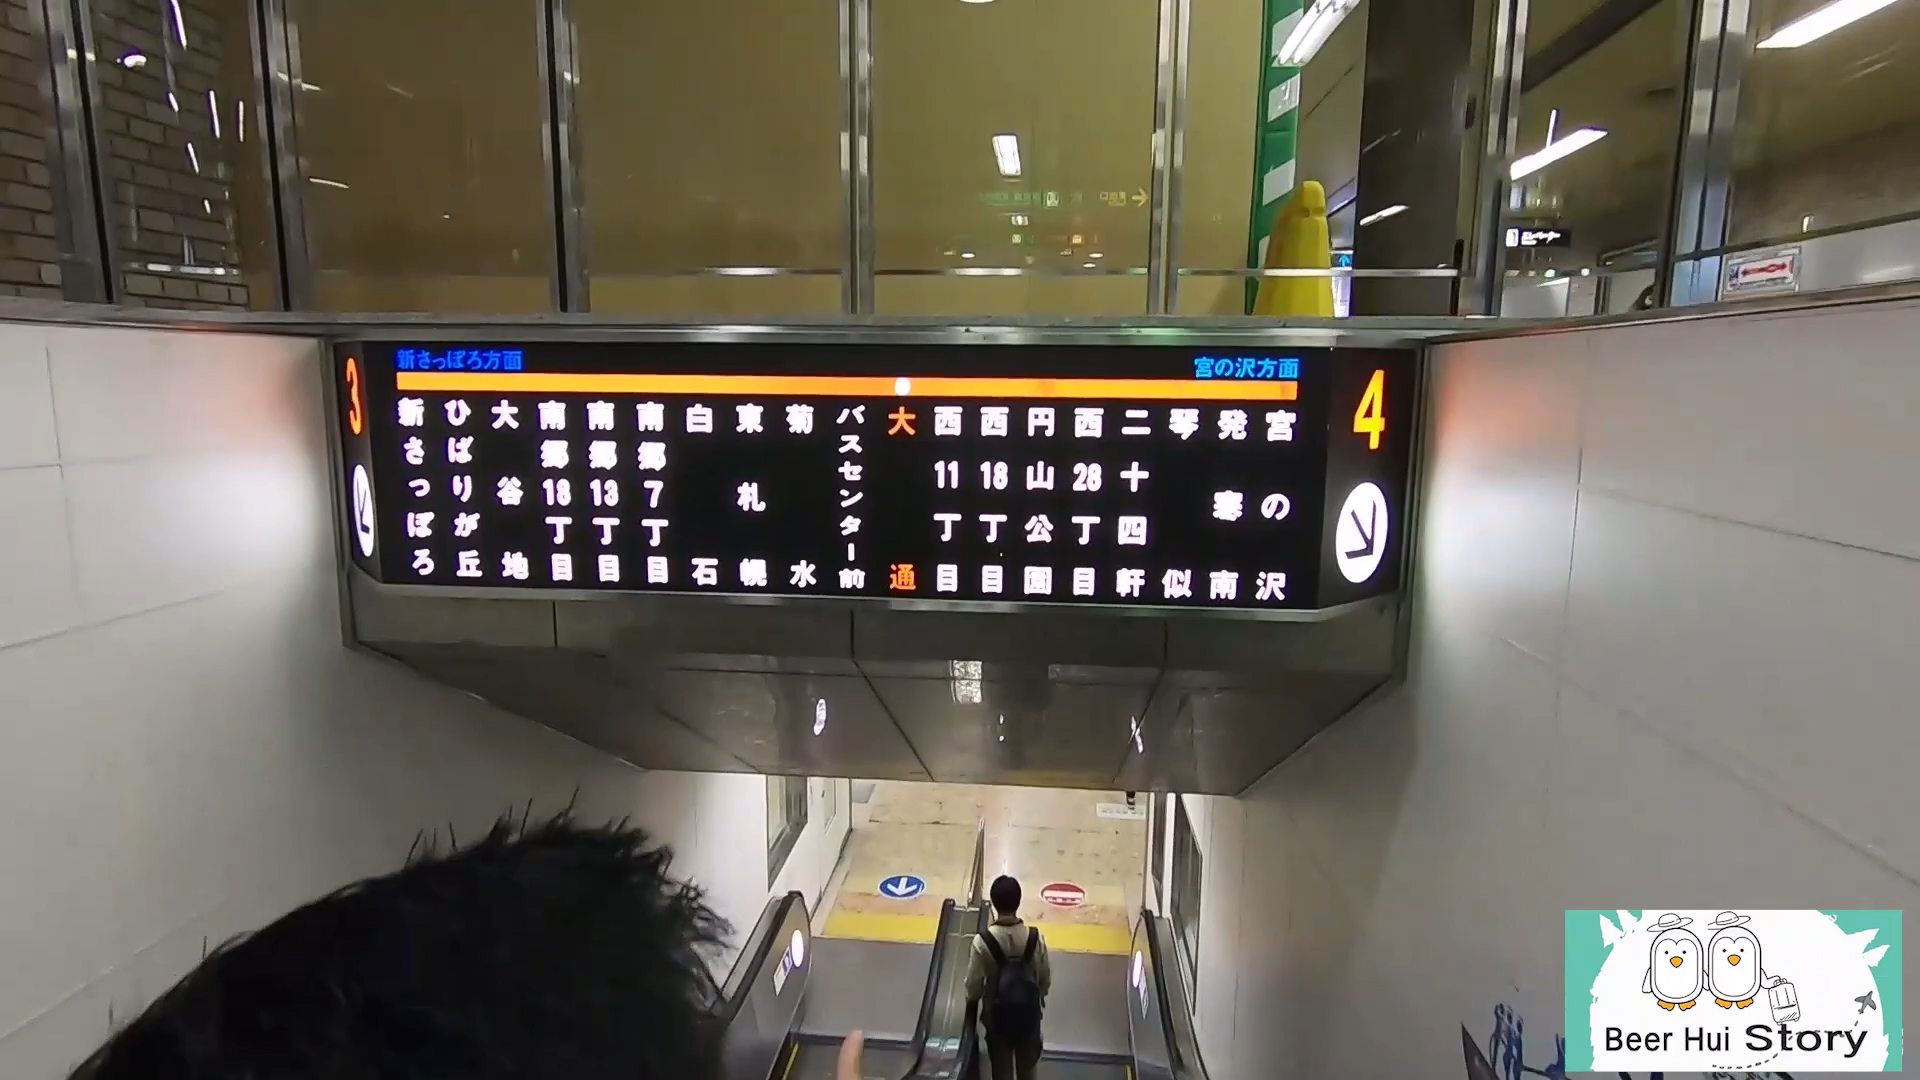 3
新さっぽろ方面
宮の沢方面
4
新さっぽろ
ひばりが丘
大谷地
南郷18丁目
南郷13丁目
南郷7丁目
白石
東札幌
菊水
バスセンター前
大通
西11丁目
西18丁目
円山公園
西28丁目
二十四軒
琴似
発寒南
宮の沢
Beer Hui Story